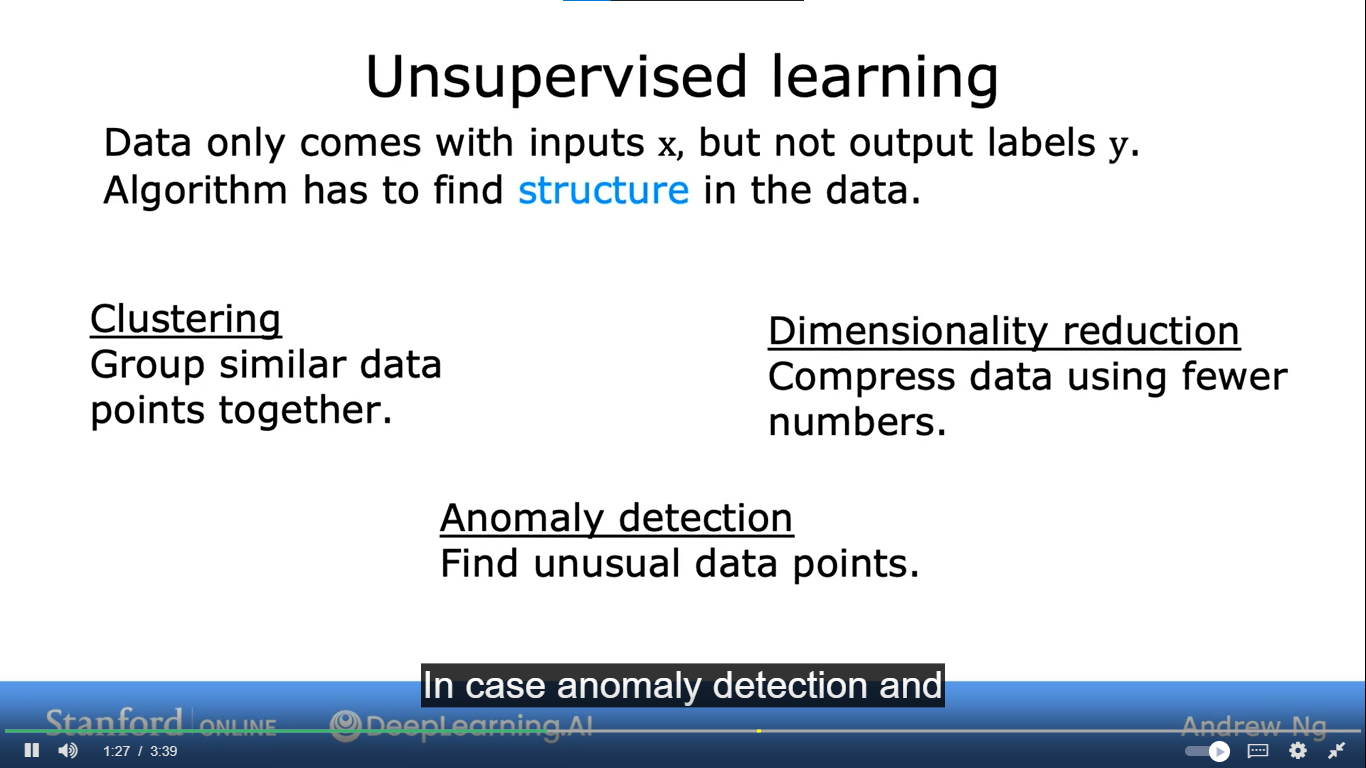 Unsupervised learning
Data only comes with inputs x, but not output labels y.
Algorithm has to find structure in the data.
Clustering
Group similar data
points together.
Dimensionality reduction
Compress data using fewer
numbers.
Anomaly detection
Find unusual data points.
In case anomaly detection and
Stanford ONLINE
DeepLearning.AI
Andrew Ng
1:27 / 3:39